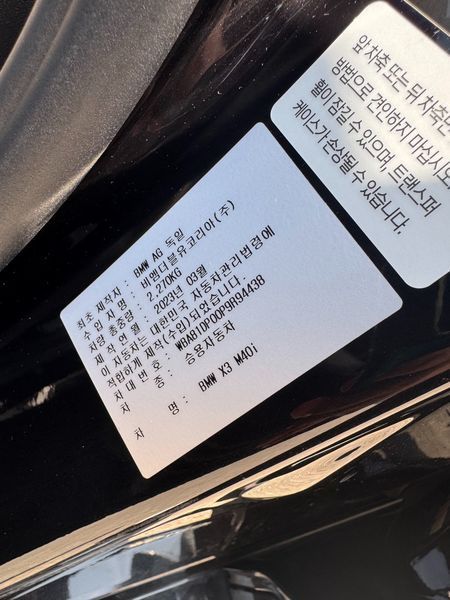 최초 제작자 : BMW AG 독일
수 입 자 명 : 비엠더블유코리아(주)
차량 총중량 : 2,270KG
제 작 연 월 : 2023년 03월
이 자동차는 대한민국 자동차관리법령에
적합하게 제작(수입)되었습니다.
차 대 번 호 : WBA81DP00P9R94438
차 종 : 승용자동차
차 명 : BMW X3 M40i
앞 차축 또는 뒤 차축만
방법으로 견인하지 마십시오
휠이 잠길 수 있으며, 트랜스퍼
케이스가 손상될 수 있습니다.